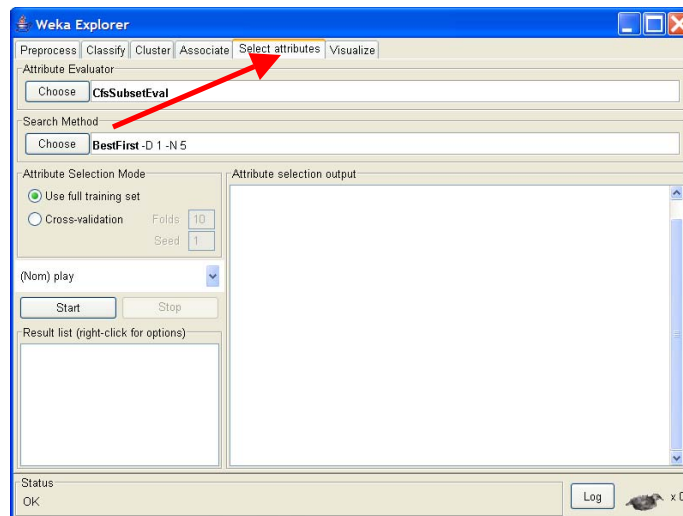 Weka Explorer
Preprocess Classify Cluster Associate Select attributes Visualize
Attribute Evaluator
Choose CfsSubsetEval
Search Method
Choose BestFirst -D 1 -N 5
Attribute Selection Mode
Use full training set
Cross-validation Folds 10
Seed 1
(Nom) play
Start Stop
Result list (right-click for options)
Attribute selection output
Status
OK
Log x 0